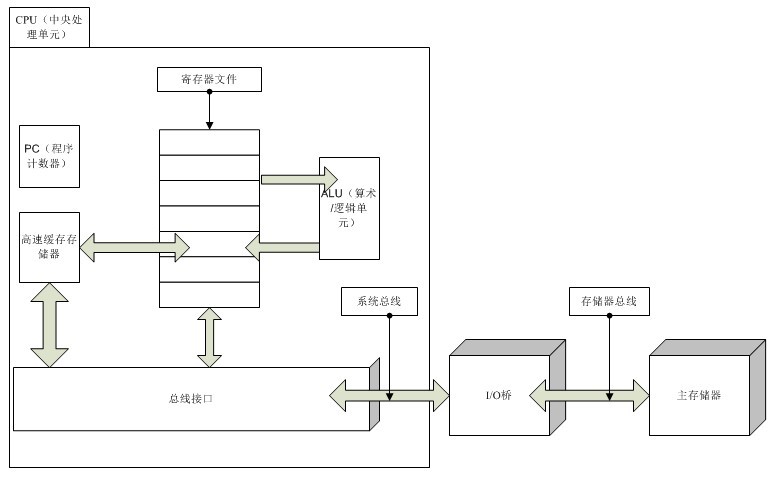 CPU（中央处
理单元）
寄存器文件
PC（程序
计数器）
ALU（算术
/逻辑单
元）
高速缓存存
储器
系统总线
存储器总线
总线接口
I/O桥
主存储器